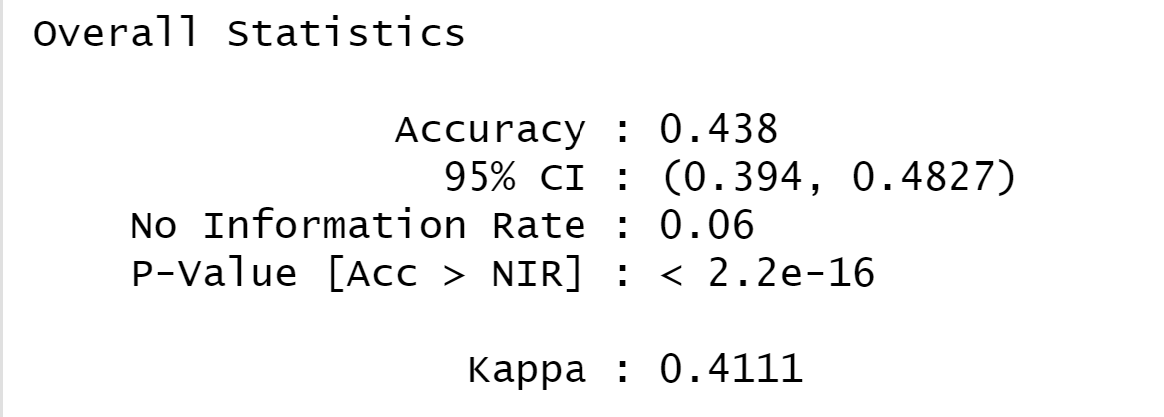 Overall Statistics
Accuracy : 0.438
95% CI : (0.394, 0.4827)
No Information Rate : 0.06
P-Value [Acc > NIR] : < 2.2e-16
Kappa : 0.4111